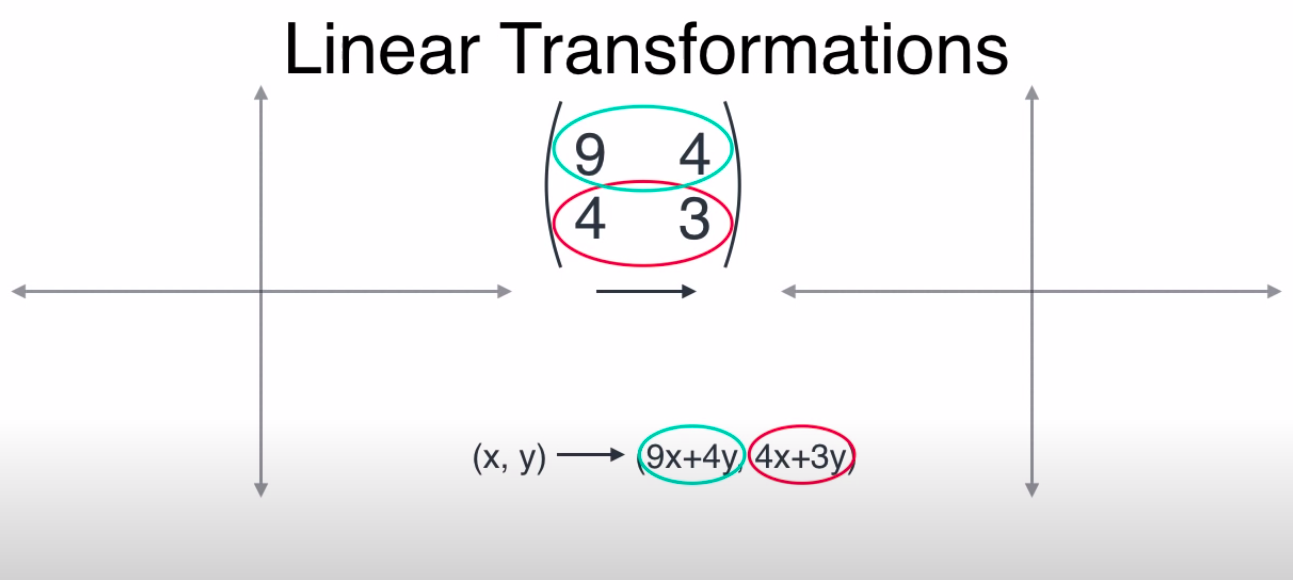 Linear Transformations
9 4
4 3
(x, y) → (9x+4y, 4x+3y)